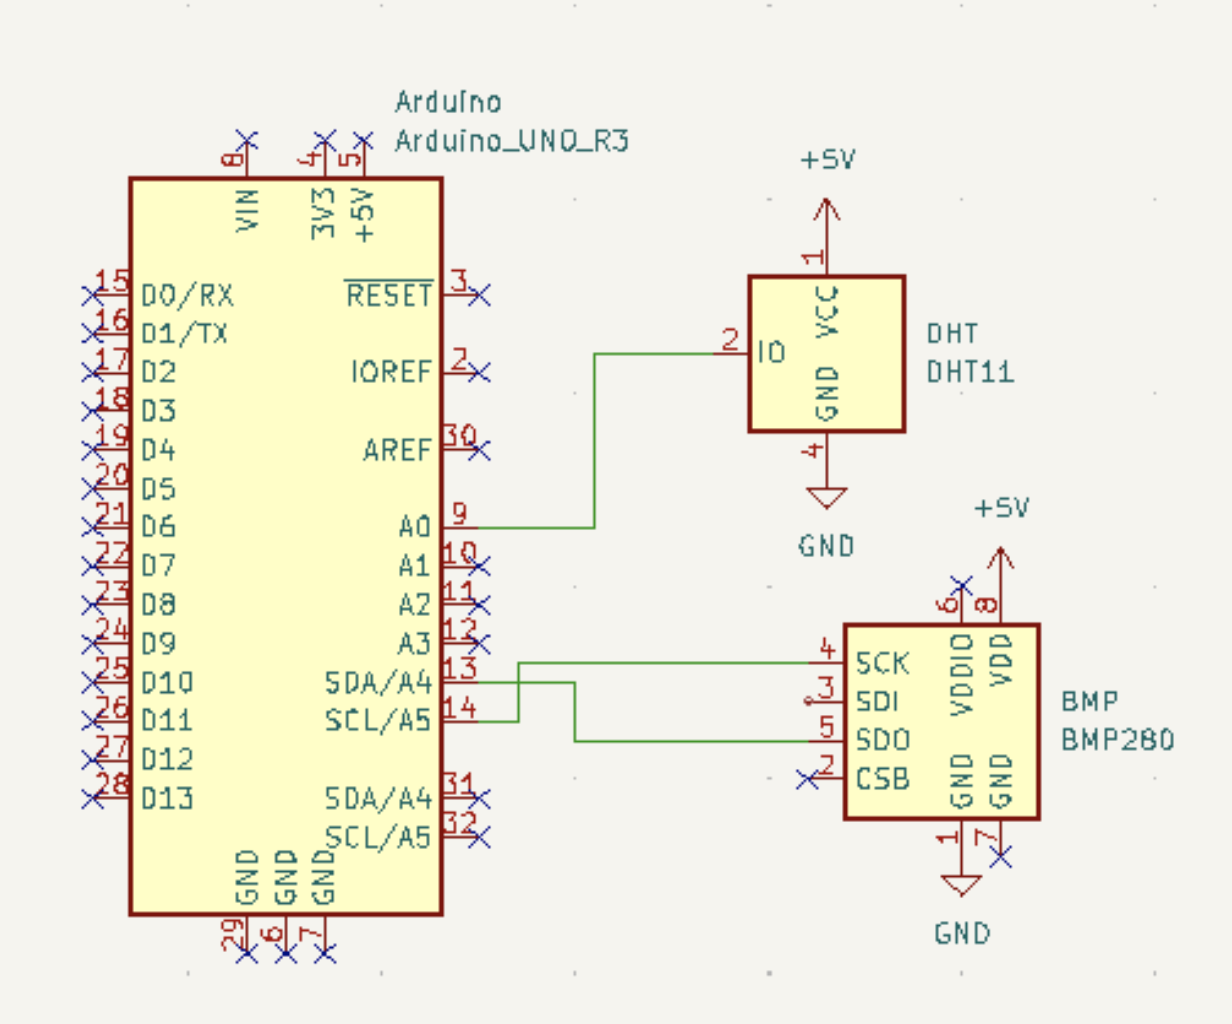 Arduino
Arduino_UNO_R3
8
4
5
VIN
3V3
+5V
15 D0/RX
16 D1/TX
17 D2
18 D3
19 D4
20 D5
21 D6
22 D7
23 D8
24 D9
25 D10
26 D11
27 D12
28 D13
RESET 3
IOREF 2
AREF 30
A0 9
A1 10
A2 11
A3 12
SDA/A4 13
SCL/A5 14
SDA/A4 31
SCL/A5 32
GND
GND
GND
29
6
7
+5V
1
VCC
2 IO
GND
4
GND
DHT
DHT11
+5V
6
8
VDDIO
VDD
4 SCK
3 SDI
5 SDO
2 CSB
GND
GND
1
7
GND
BMP
BMP280